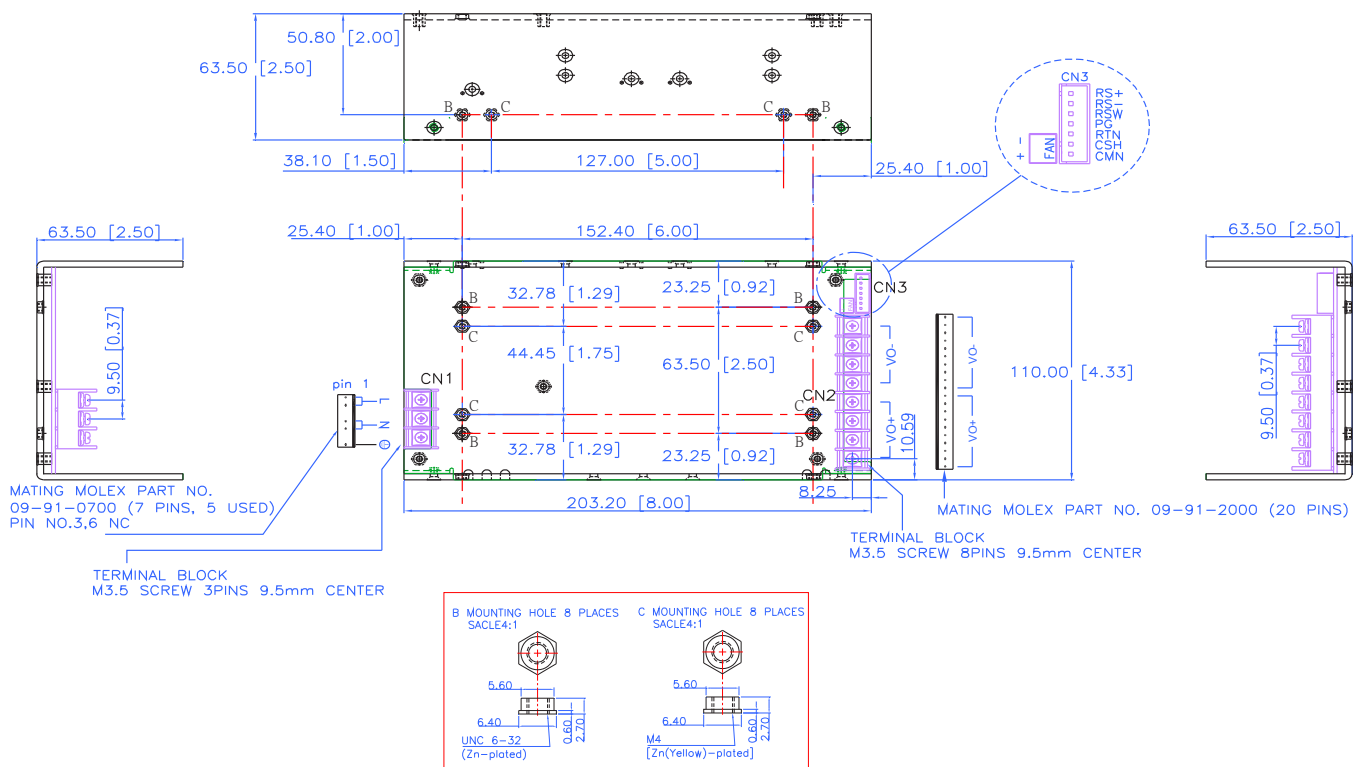 50.80 [2.00]
63.50 [2.50]
B
C
C
B
38.10 [1.50]
127.00 [5.00]
25.40 [1.00]
CN3
RS+
RS-
RSW
PG
RTN
CSH
CMN
+ -
FAN
63.50 [2.50]
25.40 [1.00]
152.40 [6.00]
63.50 [2.50]
9.50 [0.37]
32.78 [1.29]
23.25 [0.92]
B
B
C
C
FAN
CN3
44.45 [1.75]
63.50 [2.50]
110.00 [4.33]
VO-
VO-
pin 1
L
N
CN1
CN2
C
C
B
B
VO+
VO+
10.59
9.50 [0.37]
32.78 [1.29]
23.25 [0.92]
8.25
203.20 [8.00]
MATING MOLEX PART NO.
09-91-0700 (7 PINS, 5 USED)
PIN NO.3,6 NC
MATING MOLEX PART NO. 09-91-2000 (20 PINS)
TERMINAL BLOCK
M3.5 SCREW 8PINS 9.5mm CENTER
TERMINAL BLOCK
M3.5 SCREW 3PINS 9.5mm CENTER
B MOUNTING HOLE 8 PLACES
SACLE4:1
5.60
6.40
0.60
2.70
UNC 6-32
(Zn-plated)
C MOUNTING HOLE 8 PLACES
SACLE4:1
5.60
6.40
0.60
2.70
M4
[Zn(Yellow)-plated]